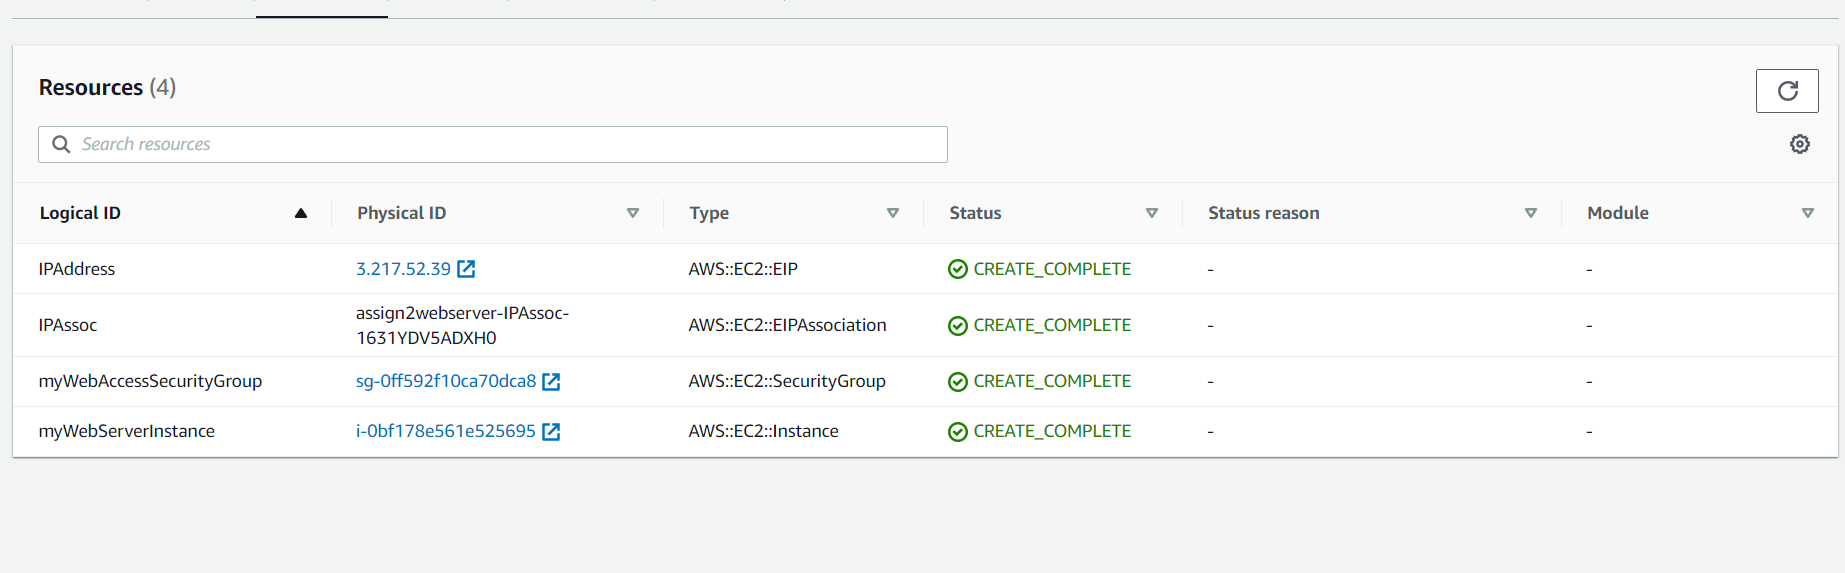 Resources (4)
Search resources
Logical ID Physical ID Type Status Status reason Module
IPAddress 3.217.52.39 AWS::EC2::EIP CREATE_COMPLETE - -
assign2webserver-IPAssoc-
IPAssoc AWS::EC2::EIPAssociation CREATE_COMPLETE - -
1631YDV5ADXH0
myWebAccessSecurityGroup sg-0ff592f10ca70dca8 AWS::EC2::SecurityGroup CREATE_COMPLETE - -
myWebServerInstance i-0bf178e561e525695 AWS::EC2::Instance CREATE_COMPLETE - -